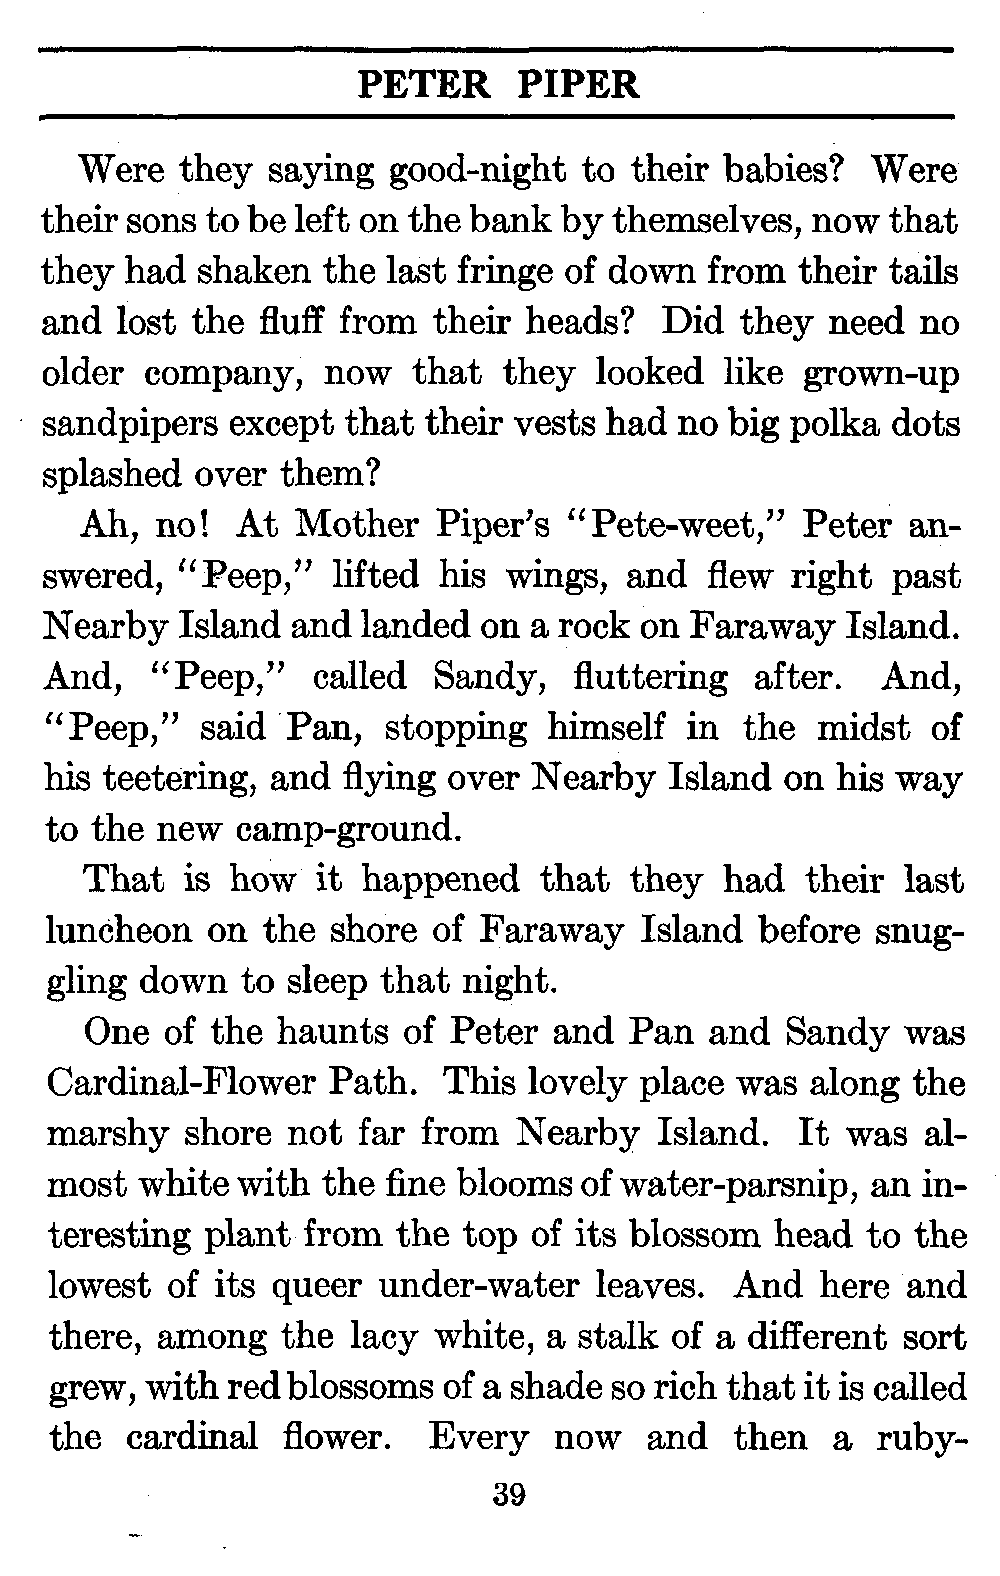 PETER PIPER
Were they saying good-night to their babies? Were
their sons to be left on the bank by themselves, now that
they had shaken the last fringe of down from their tails
and lost the fluff from their heads? Did they need no
older company, now that they looked like grown-up
sandpipers except that their vests had no big polka dots
splashed over them?
Ah, no! At Mother Piper's “Pete-weet,” Peter an-
swered, “Peep,” lifted his wings, and flew right past
Nearby Island and landed on a rock on Faraway Island.
And, “Peep,” called Sandy, fluttering after. And,
“Peep,” said Pan, stopping himself in the midst of
his teetering, and flying over Nearby Island on his way
to the new camp-ground.
That is how it happened that they had their last
luncheon on the shore of Faraway Island before snug-
gling down to sleep that night.
One of the haunts of Peter and Pan and Sandy was
Cardinal-Flower Path. This lovely place was along the
marshy shore not far from Nearby Island. It was al-
most white with the fine blooms of water-parsnip, an in-
teresting plant from the top of its blossom head to the
lowest of its queer under-water leaves. And here and
there, among the lacy white, a stalk of a different sort
grew, with red blossoms of a shade so rich that it is called
the cardinal flower. Every now and then a ruby-
39